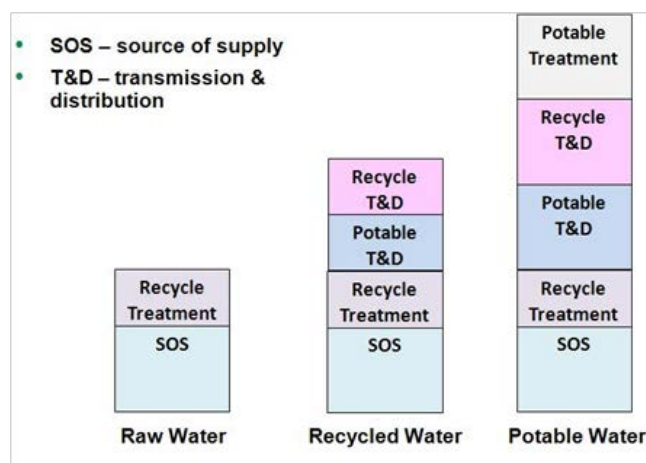 • SOS – source of supply
• T&D – transmission &
distribution
Recycle
Treatment
SOS
Raw Water
Recycle
T&D
Potable
T&D
Recycle
Treatment
SOS
Recycled Water
Potable
Treatment
Recycle
T&D
Potable
T&D
Recycle
Treatment
SOS
Potable Water